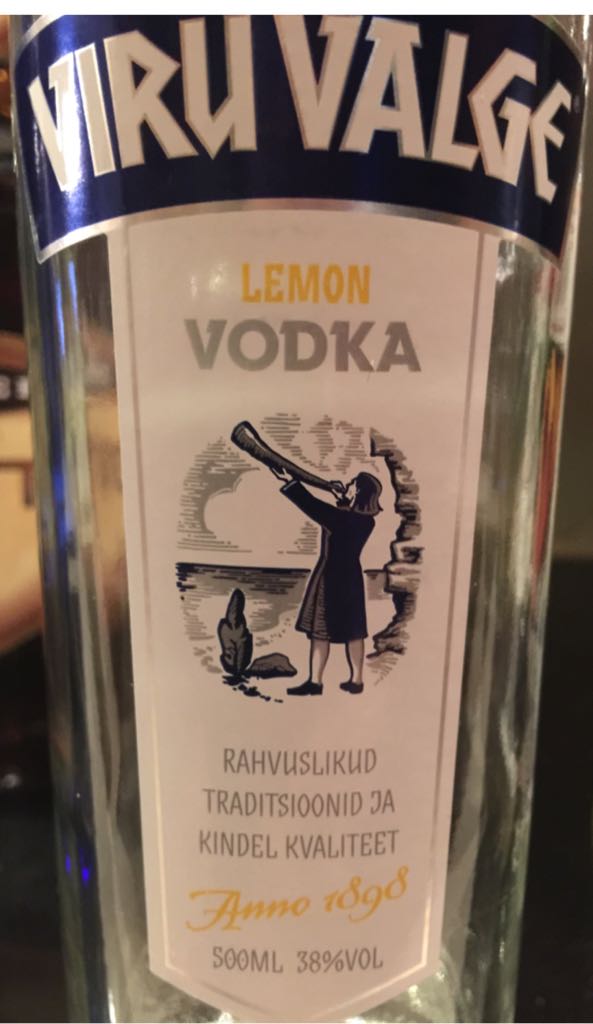 VIRU VALGE
LEMON
VODKA
RAHVUSLIKUD
TRADITSIOONID JA
KINDEL KVALITEET
Anno 1898
500ML 38%VOL